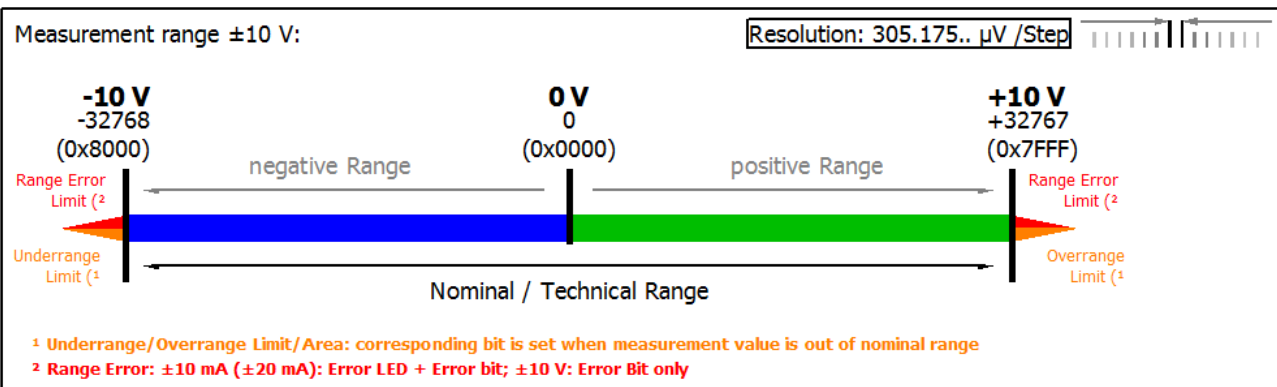 Measurement range ±10 V:
Resolution: 305.175.. µV /Step
-10 V
0 V
+10 V
-32768
0
+32767
(0x8000)
(0x0000)
(0x7FFF)
negative Range
positive Range
Range Error
Limit (²
Range Error
Limit (²
Underrange
Limit (¹
Overrange
Limit (¹
Nominal / Technical Range
¹ Underrange/Overrange Limit/Area: corresponding bit is set when measurement value is out of nominal range
² Range Error: ±10 mA (±20 mA): Error LED + Error bit; ±10 V: Error Bit only